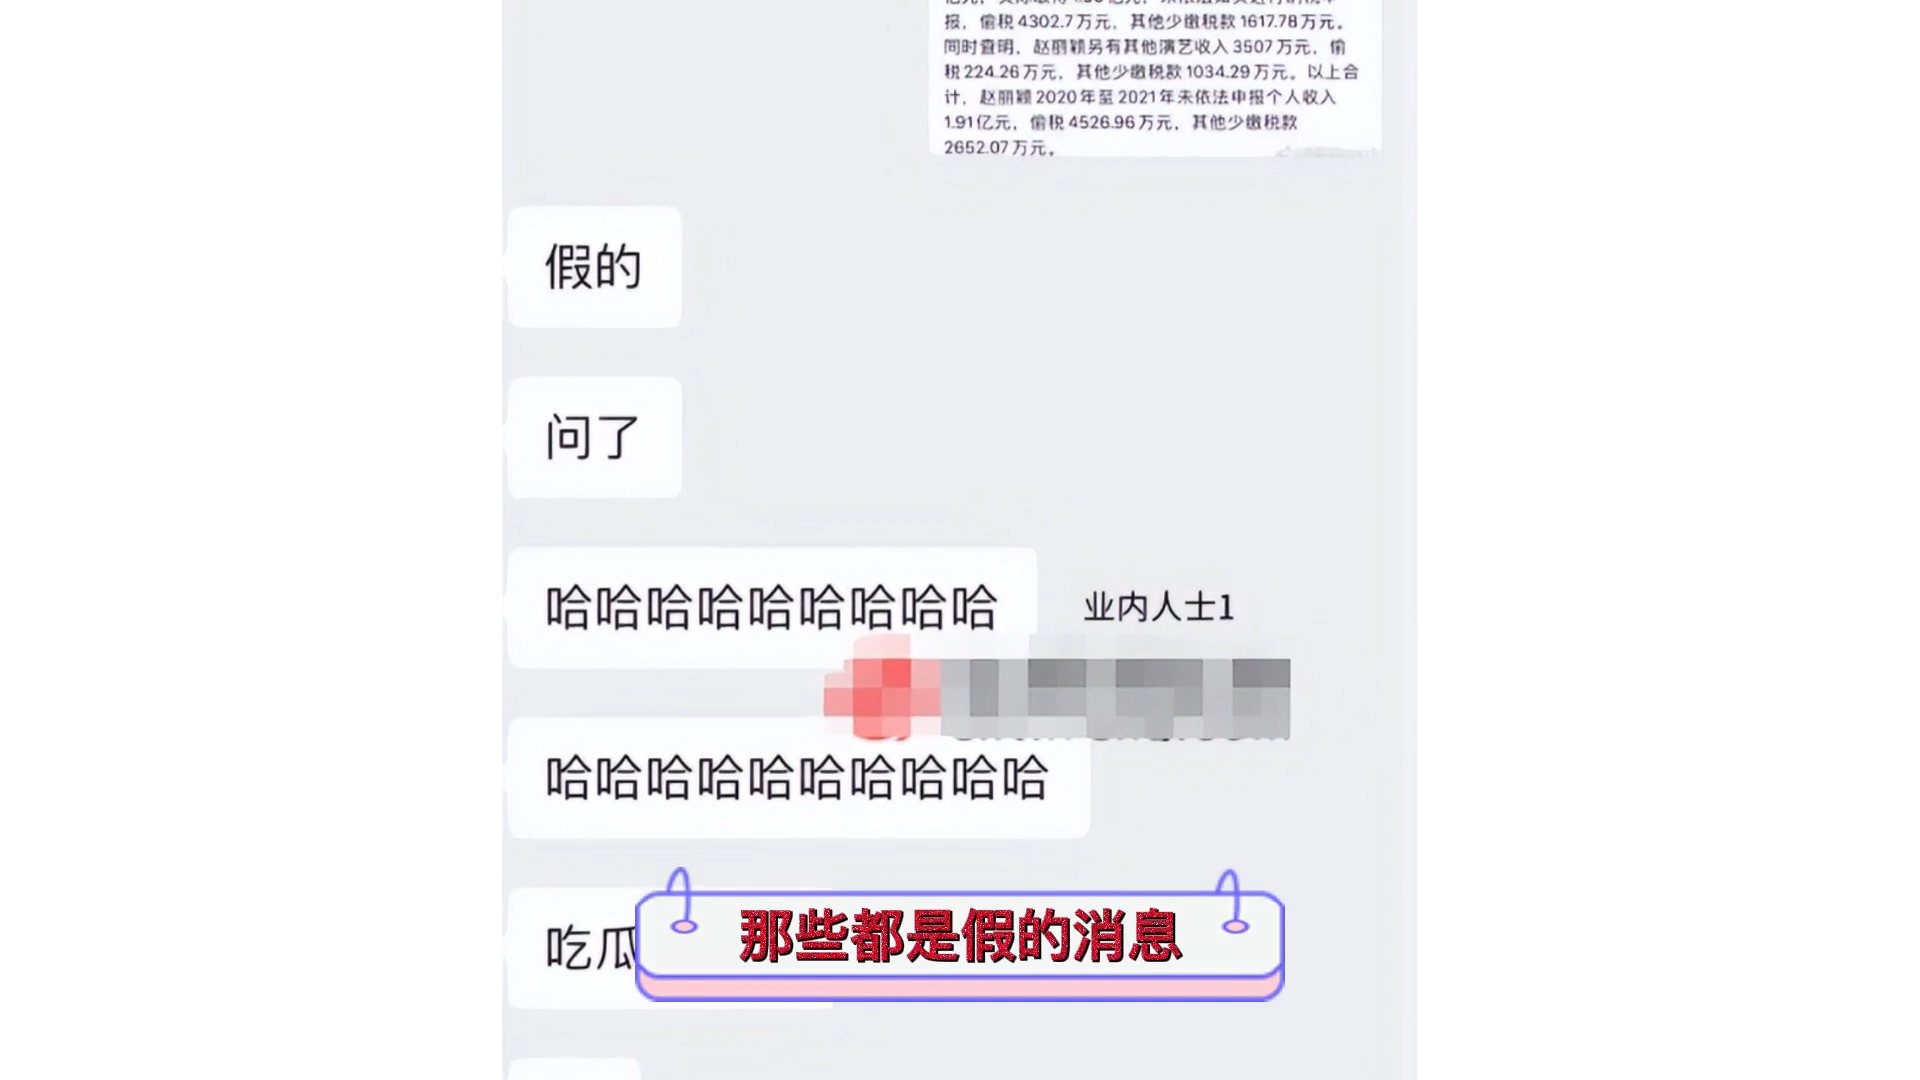 报，偷税4302.7万元，其他少缴税款1617.78万元。
同时查明，赵丽颖另有其他演艺收入3507万元，偷
税224.26万元，其他少缴税款1034.29万元。以上合
计，赵丽颖2020年至2021年未依法申报个人收入
1.91亿元，偷税4526.96万元，其他少缴税款
2652.07万元。
假的
问了
哈哈哈哈哈哈哈哈哈
业内人士1
哈哈哈哈哈哈哈哈哈哈
吃瓜
那些都是假的消息